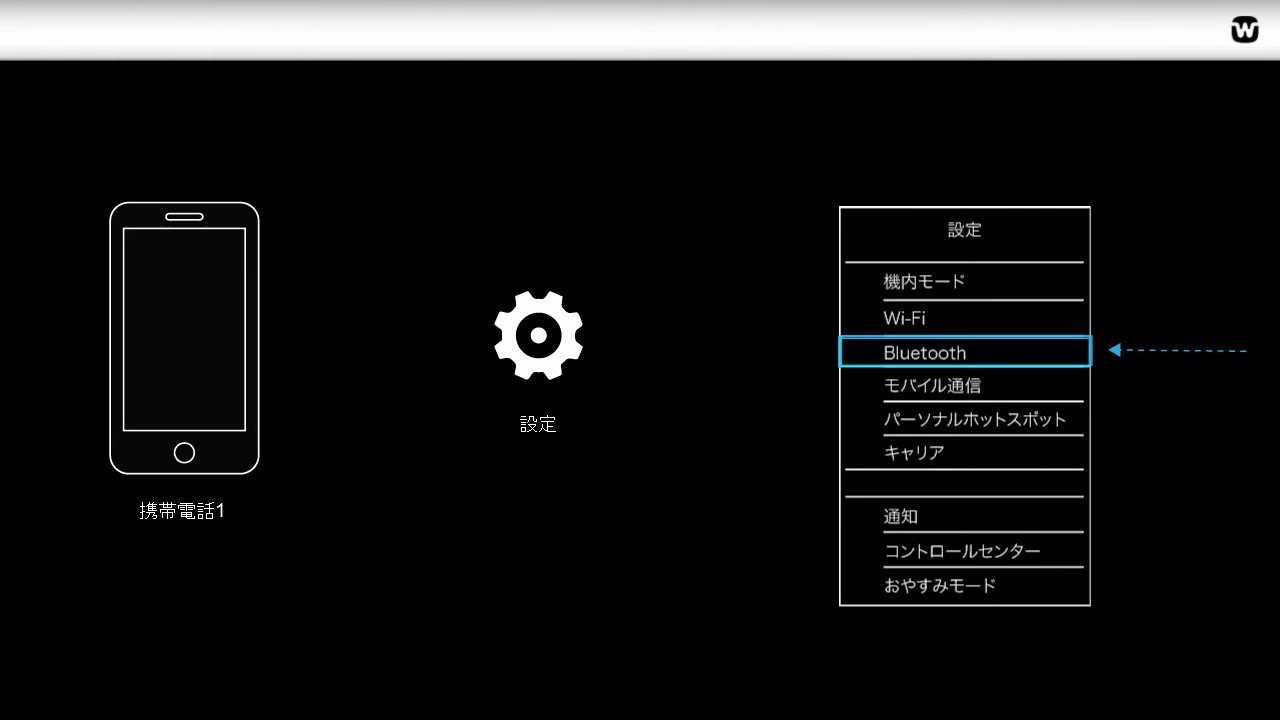 W
携帯電話1
設定
設定
機内モード
Wi-Fi
Bluetooth
モバイル通信
パーソナルホットスポット
キャリア
通知
コントロールセンター
おやすみモード